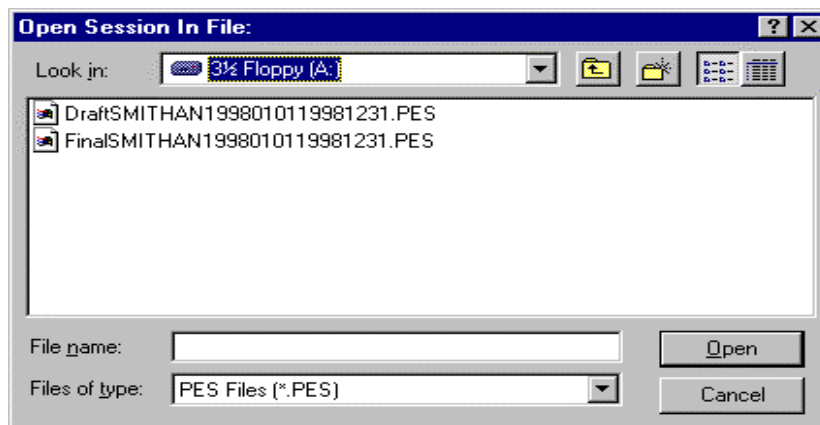 Open Session In File:
Look in: 3½ Floppy (A:
DraftSMITHAN1998010119981231.PES
FinalSMITHAN1998010119981231.PES
File name: Open
Files of type: PES Files (*.PES) Cancel